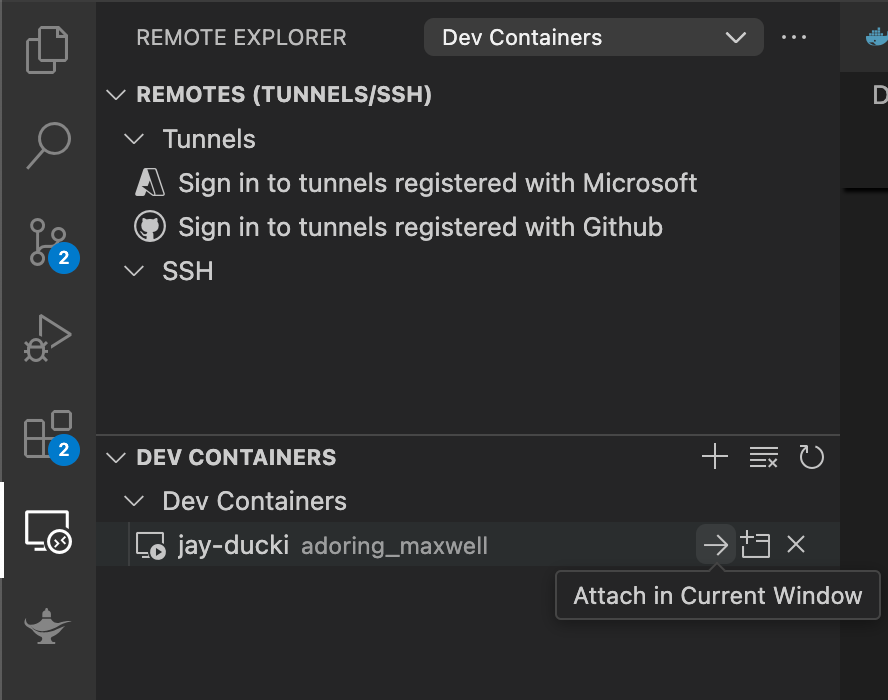 REMOTE EXPLORER
Dev Containers
REMOTES (TUNNELS/SSH)
Tunnels
Sign in to tunnels registered with Microsoft
Sign in to tunnels registered with Github
2
SSH
2
DEV CONTAINERS
Dev Containers
jay-ducki adoring_maxwell
Attach in Current Window